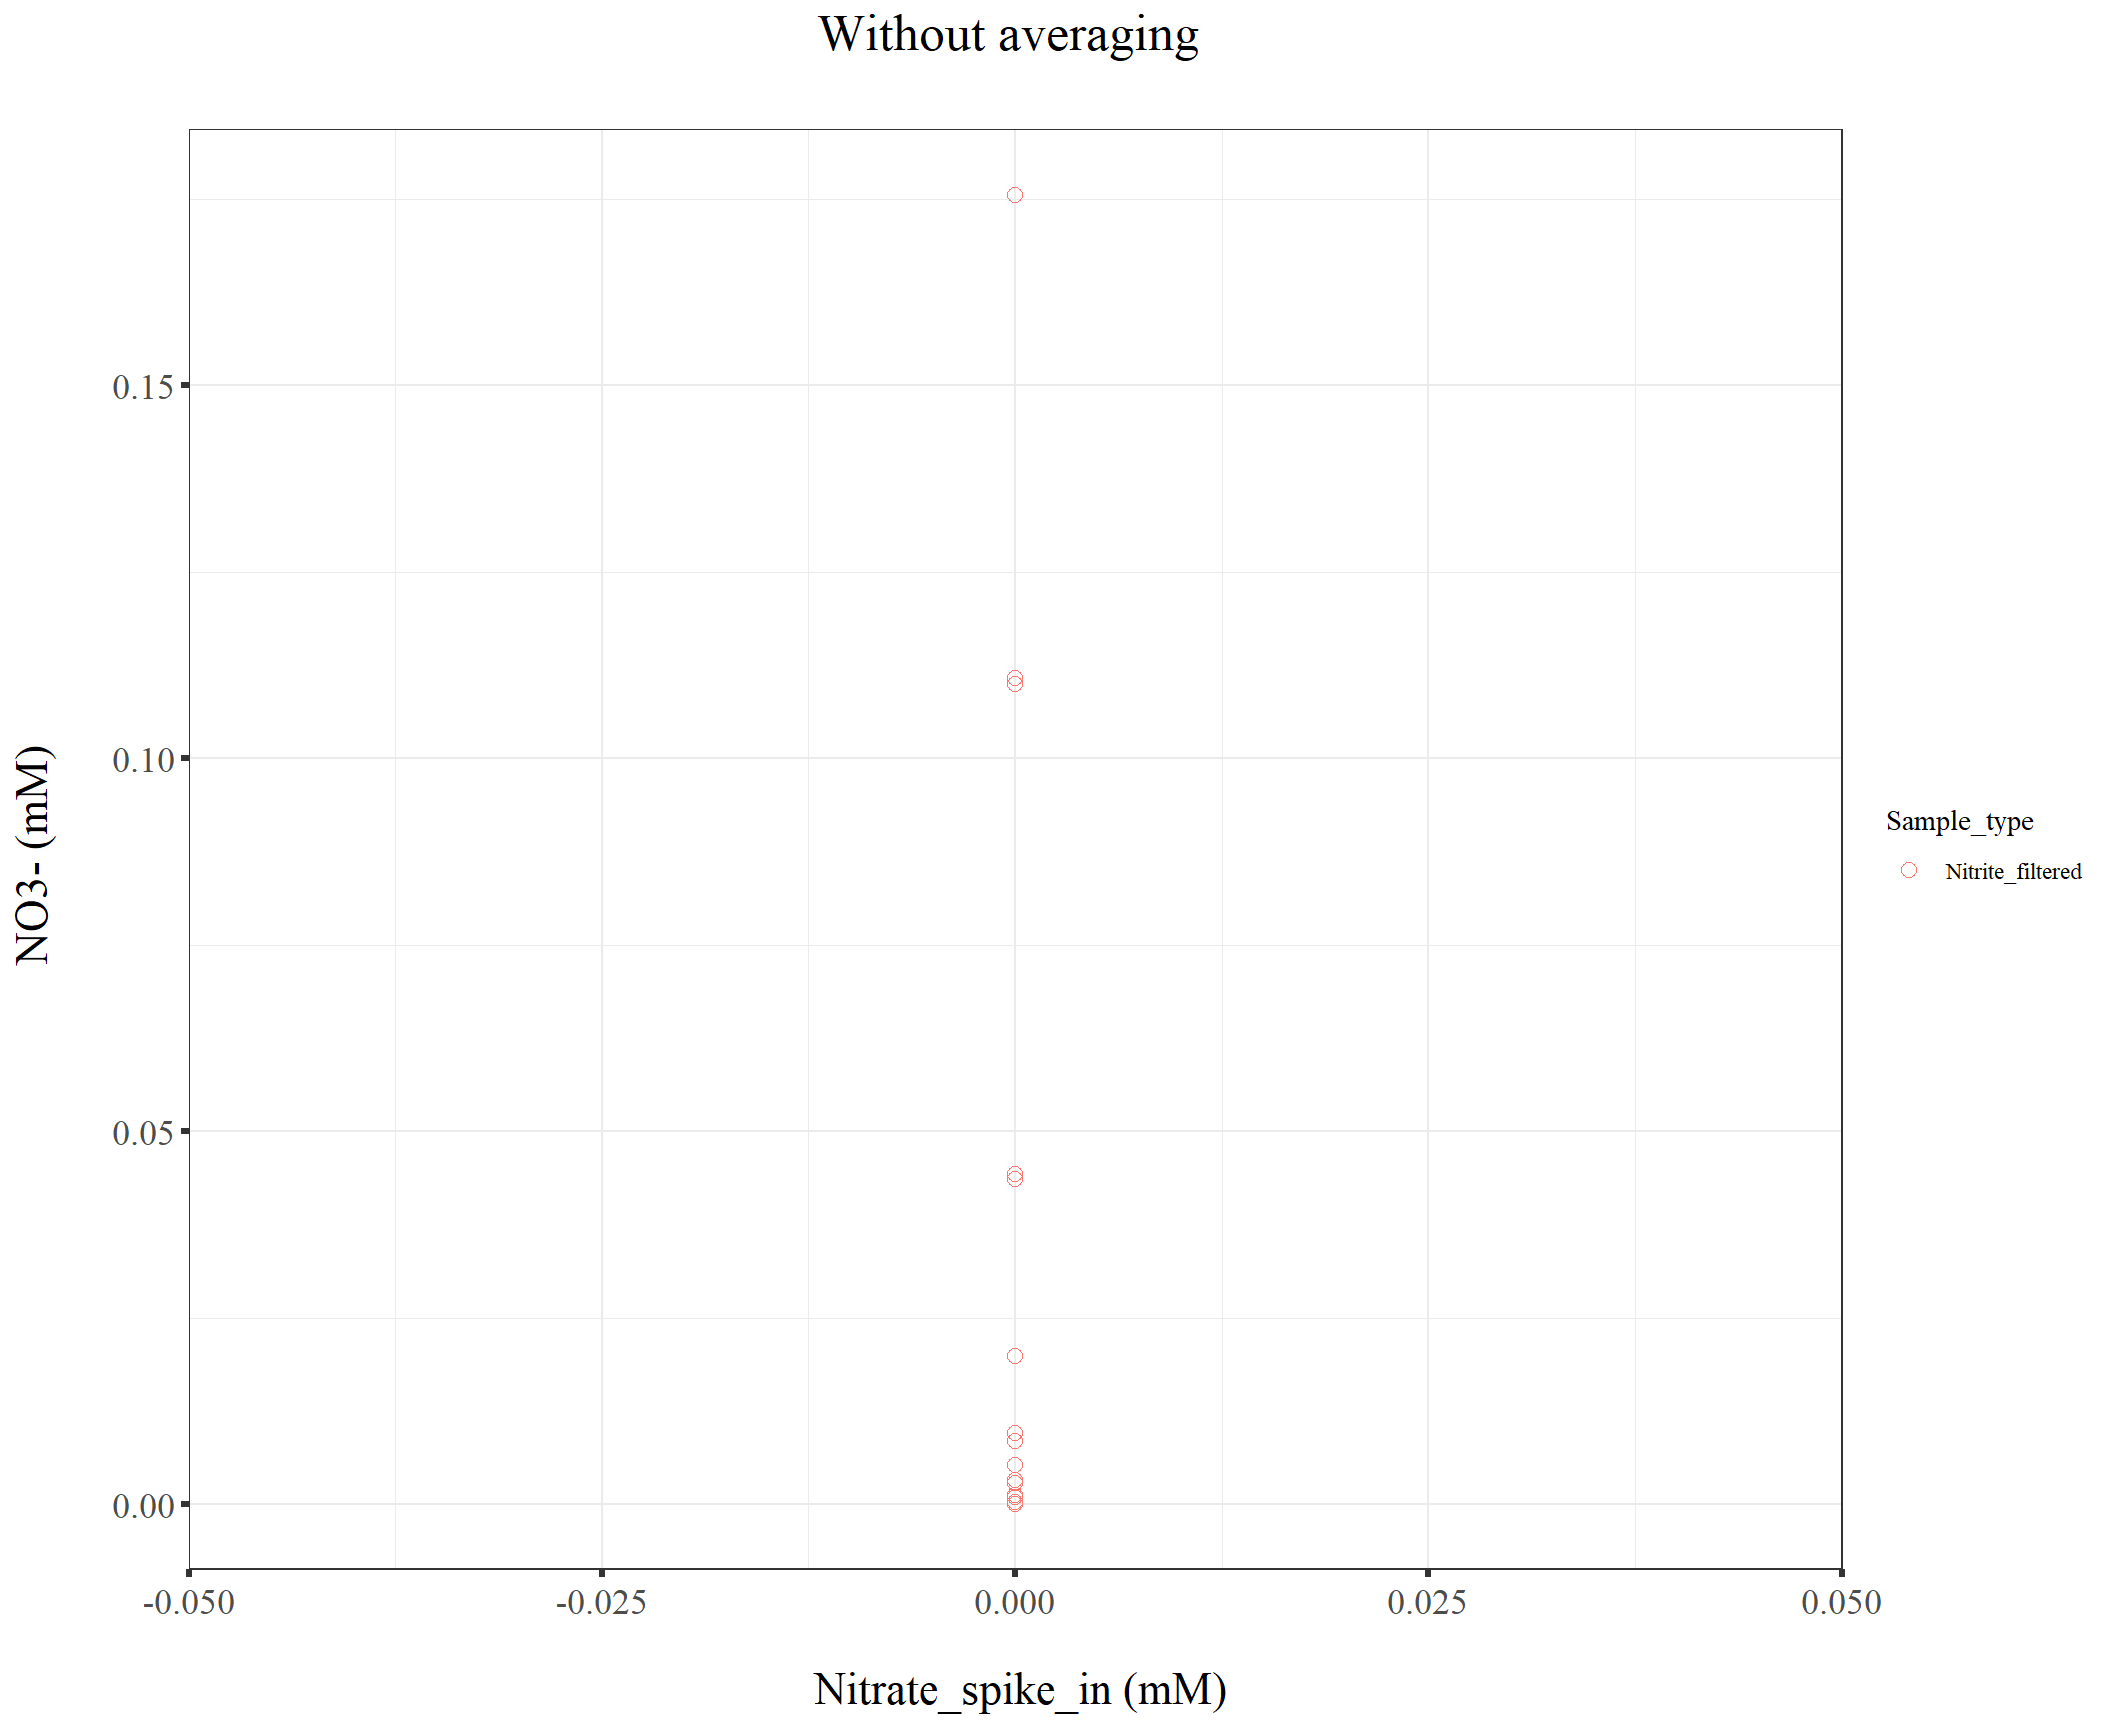 Without averaging
0.15
0.10
0.05
0.00
NO3- (mM)
-0.050
-0.025
0.000
0.025
0.050
Nitrate_spike_in (mM)
Sample_type
Nitrite_filtered